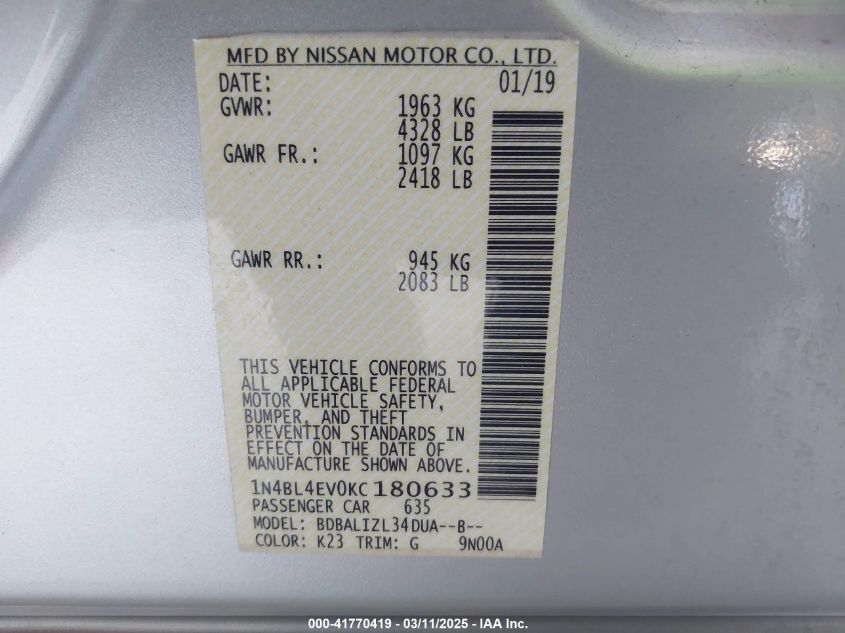 MFD BY NISSAN MOTOR CO., LTD.
DATE: 01/19
GVWR: 1963 KG
4328 LB
GAWR FR.: 1097 KG
2418 LB
GAWR RR.: 945 KG
2083 LB
THIS VEHICLE CONFORMS TO
ALL APPLICABLE FEDERAL
MOTOR VEHICLE SAFETY,
BUMPER, AND THEFT
PREVENTION STANDARDS IN
EFFECT ON THE DATE OF
MANUFACTURE SHOWN ABOVE.
1N4BL4EV0KC180633
PASSENGER CAR 635
MODEL: BDBALIZL34DUA--B--
COLOR: K23 TRIM: G 9N00A
000-41770419 - 03/11/2025 - IAA Inc.